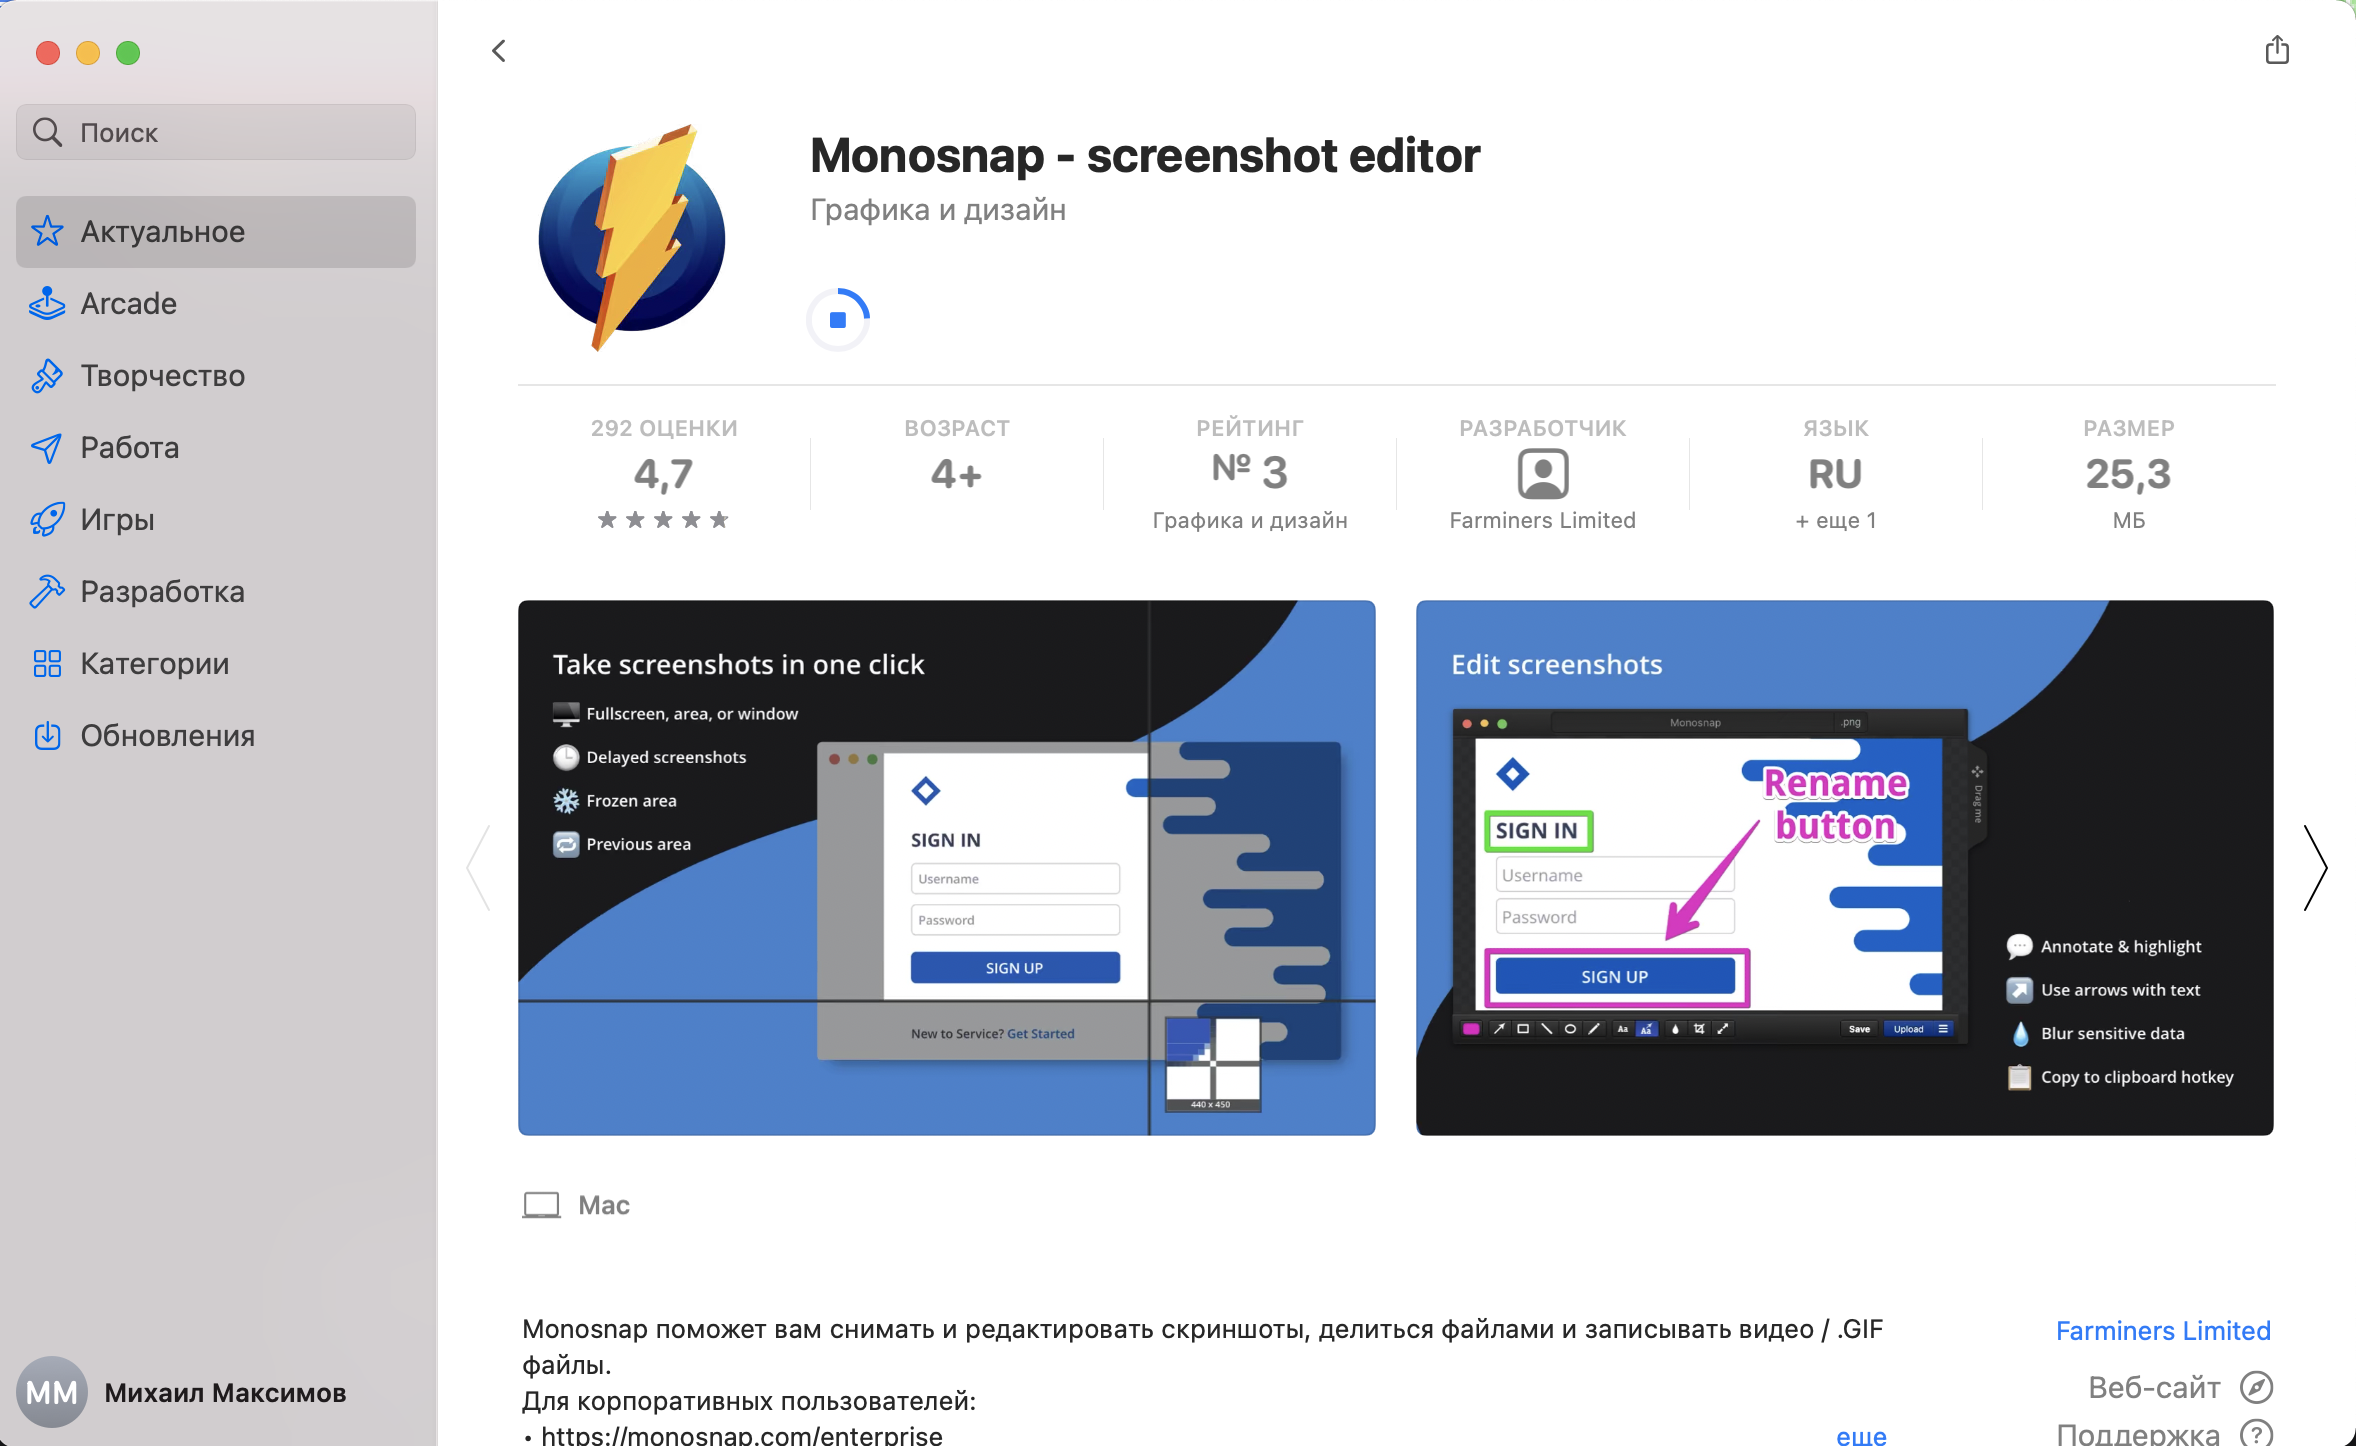 Поиск
Актуальное
Arcade
Творчество
Работа
Игры
Разработка
Категории
Обновления
MM
Михаил Максимов
Monosnap - screenshot editor
Графика и дизайн
292 ОЦЕНКИ
4,7
ВОЗРАСТ
4+
РЕЙТИНГ
№ 3
Графика и дизайн
РАЗРАБОТЧИК
Farminers Limited
ЯЗЫК
RU
+ еще 1
РАЗМЕР
25,3
МБ
Take screenshots in one click
Fullscreen, area, or window
Delayed screenshots
Frozen area
Previous area
SIGN IN
Username
Password
SIGN UP
New to Service? Get Started
440 x 450
Edit screenshots
Monosnap
.png
Drag me
Rename
button
SIGN IN
Username
Password
SIGN UP
Aa
Aa
Save
Upload
Annotate & highlight
Use arrows with text
Blur sensitive data
Copy to clipboard hotkey
Mac
Monosnap поможет вам снимать и редактировать скриншоты, делиться файлами и записывать видео / .GIF
файлы.
Для корпоративных пользователей:
• https://monosnap.com/enterprise
еще
Farminers Limited
Веб-сайт
Поддержка